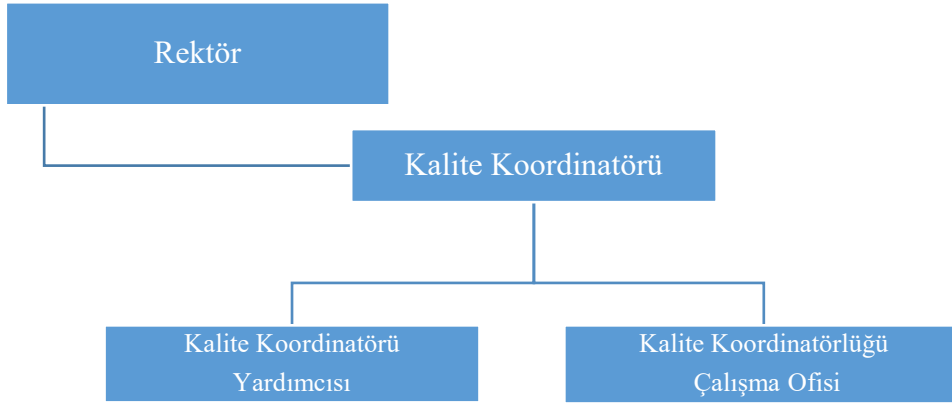 Rektör
Kalite Koordinatörü
Kalite Koordinatörü
Yardımcısı
Kalite Koordinatörlüğü
Çalışma Ofisi